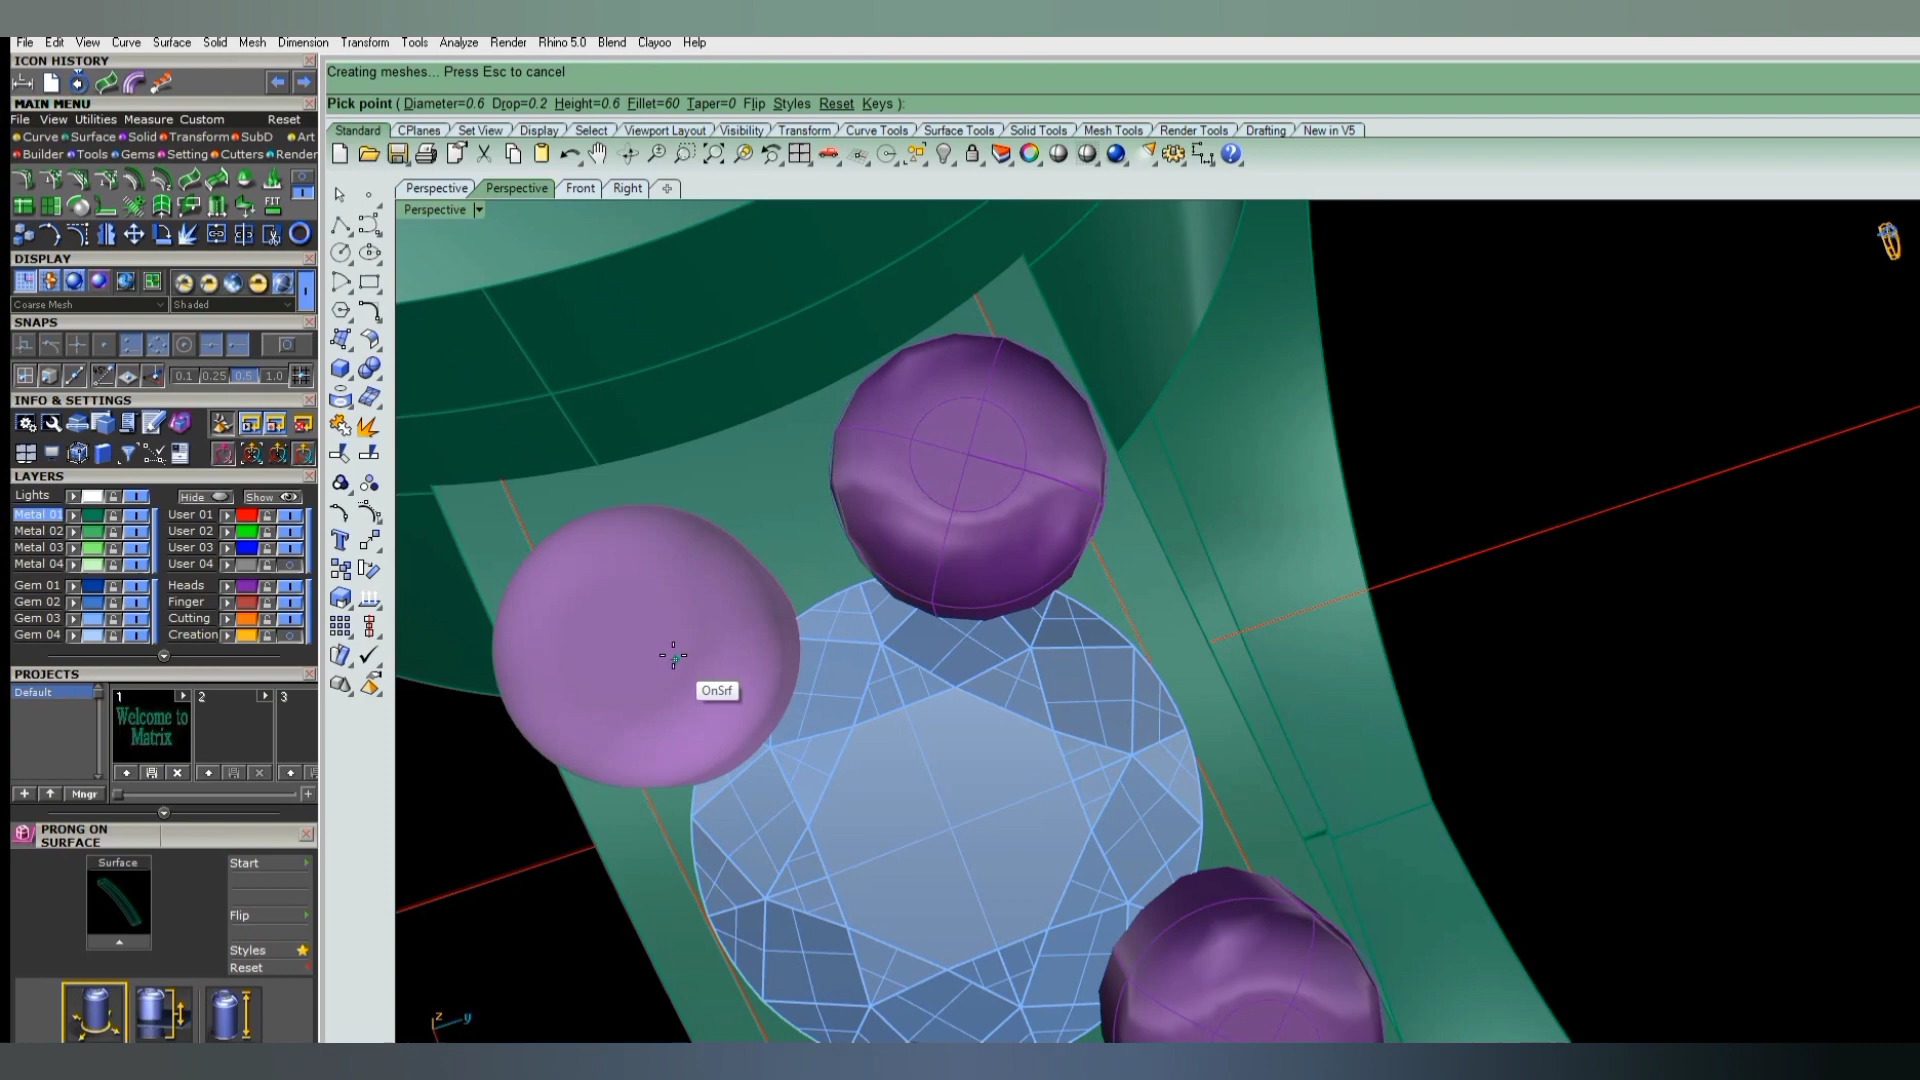 File Edit View Curve Surface Solid Mesh Dimension Transform Tools Analyze Render Rhino 5.0 Blend Clayoo Help
ICON HISTORY
Creating meshes... Press Esc to cancel
MAIN MENU
Pick point ( Diameter=0.6 Drop=0.2 Height=0.6 Fillet=60 Taper=0 Flip Styles Reset Keys ):
File View Utilities Measure Custom Reset
Standard CPlanes Set View Display Select Viewport Layout Visibility Transform Curve Tools Surface Tools Solid Tools Mesh Tools Render Tools Drafting New in V5
Curve Surface Solid Transform SubD Art
Builder Tools Gems Setting Cutters Render
Perspective Perspective Front Right
FIT
Perspective
DISPLAY
Coarse Mesh Shaded
SNAPS
0.1 0.25 0.5 1.0
INFO & SETTINGS
LAYERS
Lights Hide Show
Metal 01 User 01
Metal 02 User 02
Metal 03 User 03
Metal 04 User 04
Gem 01 Heads
Gem 02 Finger
Gem 03 Cutting
Gem 04 Creation
PROJECTS
Default 1 2 3
Welcome to
Matrix
OnSrf
Mngr
PRONG ON
SURFACE
Surface Start
Flip
Styles
Reset
z y